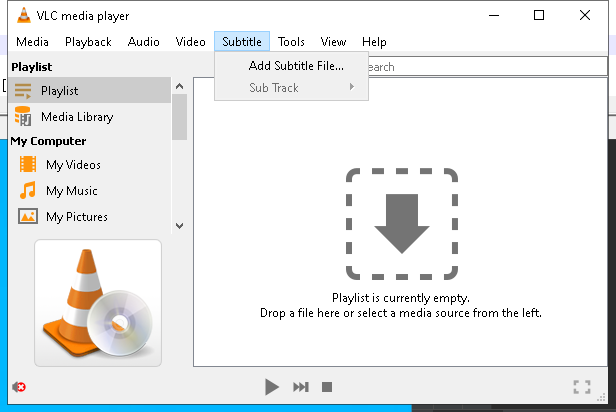 VLC media player
Media Playback Audio Video Subtitle Tools View Help
Playlist
Add Subtitle File...
Sub Track
earch
Playlist
Media Library
My Computer
My Videos
My Music
My Pictures
Playlist is currently empty.
Drop a file here or select a media source from the left.